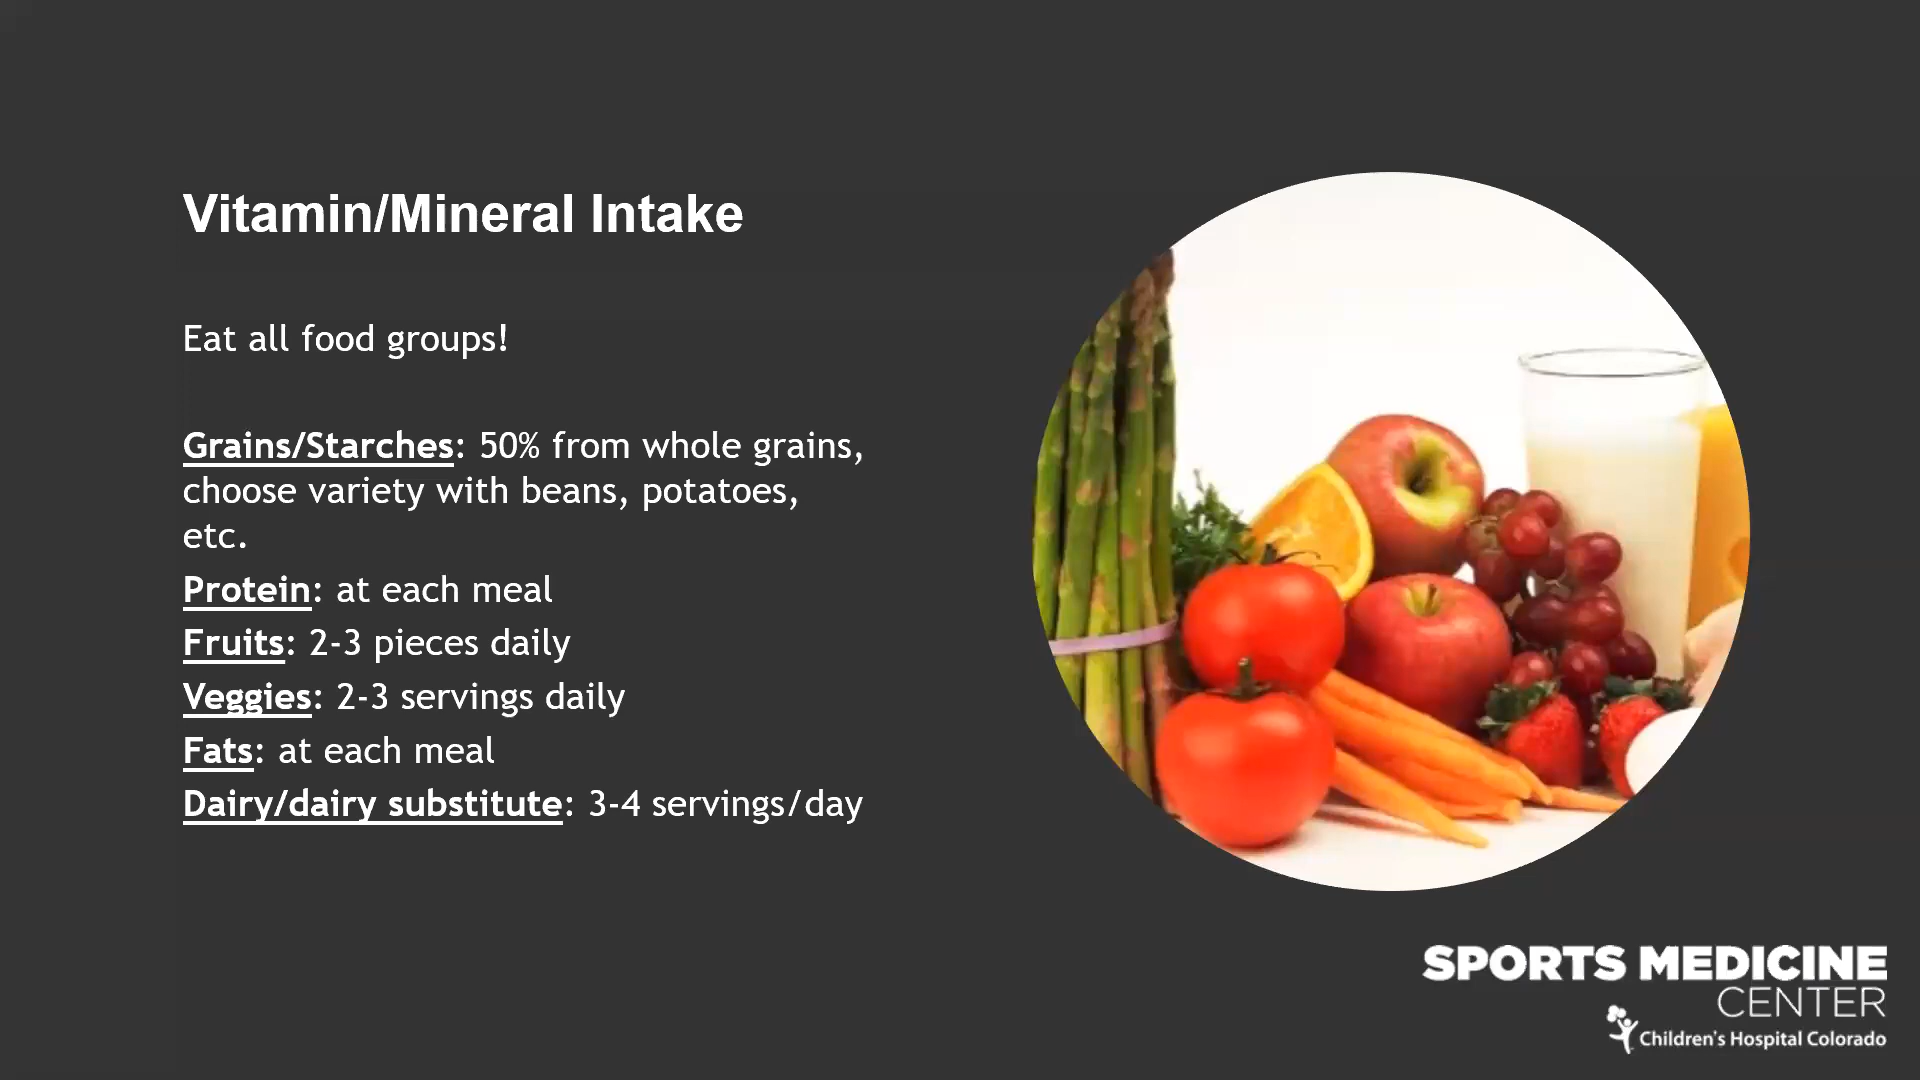 Vitamin/Mineral Intake
Eat all food groups!
Grains/Starches: 50% from whole grains,
choose variety with beans, potatoes,
etc.
Protein: at each meal
Fruits: 2-3 pieces daily
Veggies: 2-3 servings daily
Fats: at each meal
Dairy/dairy substitute: 3-4 servings/day
SPORTS MEDICINE
CENTER
Children's Hospital Colorado